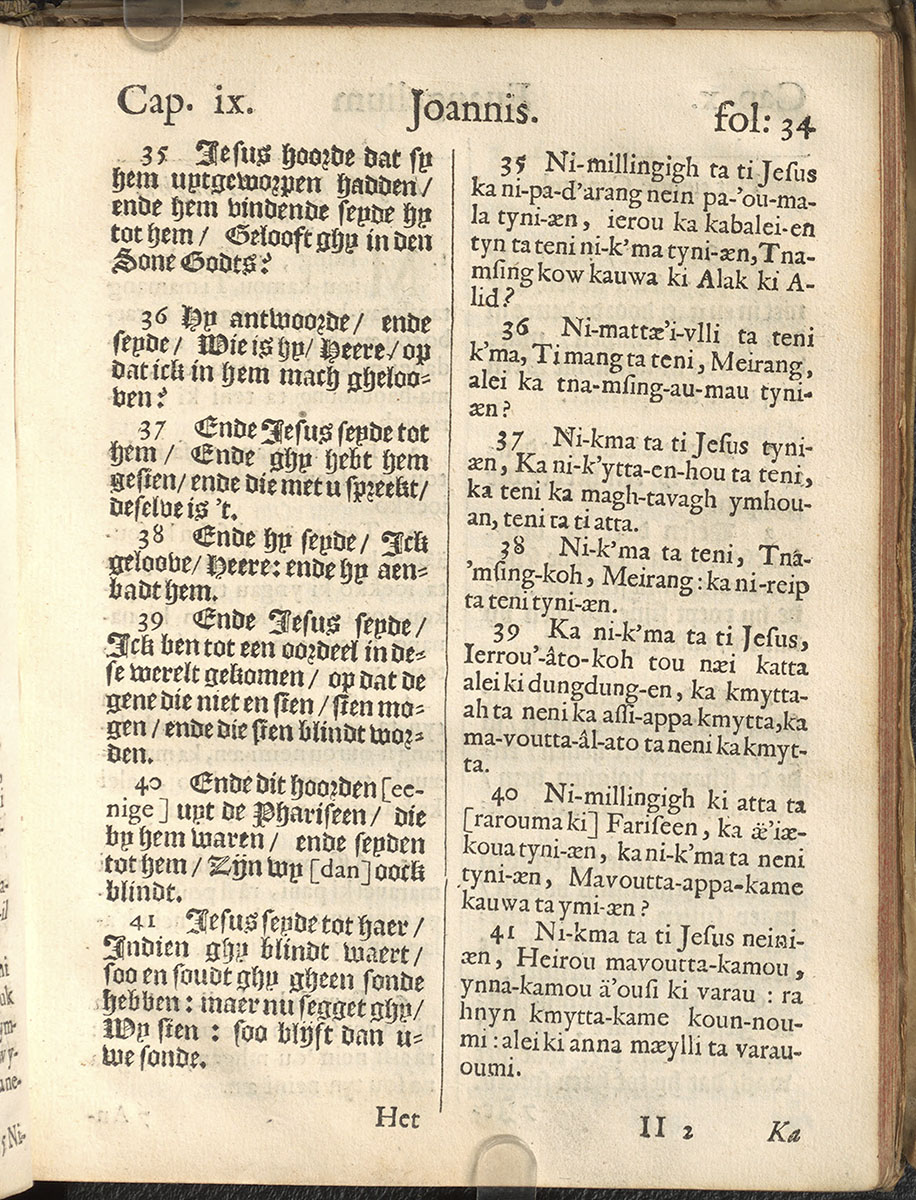 Cap. ix.
Joannis.
fol: 34
35 Jesus hoorde dat sy
hem uytgeworpen hadden/
ende hem vindende seyde hy
tot hem/ Gelooft ghy in den
Sone Godts?
36 Hy antwoorde/ ende
seyde/ Wie is hy/ Heere/ op
dat ick in hem mach gheloo-
ven?
37 Ende Jesus seyde tot
hem/ Ende ghy hebt hem
gesien/ ende die met u spreekt/
deselve is 't.
38 Ende hy seyde/ Ick
geloove/ Heere: ende hy aen-
badt hem.
39 Ende Jesus seyde/
Ick ben tot een oordeel in de-
se werelt gekomen/ op dat de
gene die niet en sien/ sien mo-
gen/ ende die sien blindt wor-
den.
40 Ende dit hoorden [ee-
nige] uyt de Phariseen/ die
by hem waren/ ende seyden
tot hem/ Zijn wy [dan] oock
blindt.
41 Jesus seyde tot haer/
Indien ghy blindt waert/
soo en soudt ghy gheen sonde
hebben: maer nu segget ghy/
Wy sien: soo blijft dan u-
we sonde.
Het
35 Ni-millingigh ta ti Jeſus
ka ni-pa-d'arang nein pa-'ou-ma-
la tyni-æn, ierou ka kabalei-en
tyn ta teni ni-k'ma tyni-æn, Tna-
mſing kow kauwa ki Alak ki A-
lid?
36 Ni-mattæ'i-vlli ta teni
k'ma, Ti mang ta teni, Meirang,
alei ka tna-mſing-au-mau tyni-
æn?
37 Ni-kma ta ti Jeſus tyni-
æn, Ka ni-k'ytta-en-hou ta teni,
ka teni ka magh-tavagh ymhou-
an, teni ta ti atta.
38 Ni-k'ma ta teni, Tna-
'mſing-koh, Meirang: ka ni-reip
ta teni tyni-æn.
39 Ka ni-k'ma ta ti Jeſus,
Ierrou'-âto-koh tou næi katta
alei ki dungdung-en, ka kmytta-
ah ta neni ka aſſi-appa kmytta, ka
ma-voutta-âl-ato ta neni ka kmyt-
ta.
40 Ni-millingigh ki atta ta
[rarouma ki] Fariſeen, ka ä'iæ-
koua tyni-æn, ka ni-k'ma ta neni
tyni-æn, Mavoutta-appa-kame
kauwa ta ymi-æn?
41 Ni-kma ta ti Jeſus neini-
æn, Heirou mavoutta-kamou,
ynna-kamou ä'ouſi ki varau: ra
hnyn kmytta-kame koun-nou-
mi: alei ki anna mæylli ta varau-
oumi.
II 2
Ka